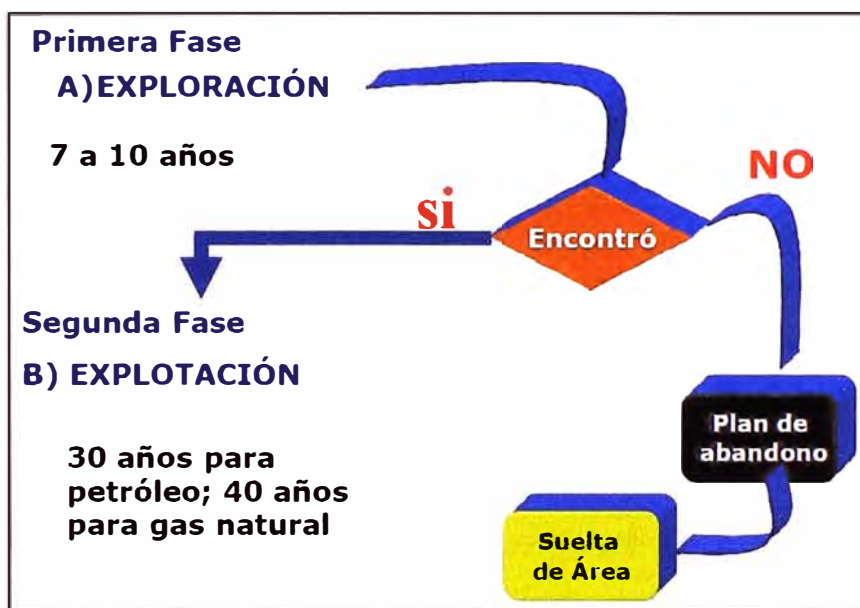 Primera Fase
A)EXPLORACIÓN
7 a 10 años
NO
si
Encontró
Segunda Fase
B) EXPLOTACIÓN
30 años para
petróleo; 40 años
para gas natural
Plan de
abandono
Suelta
de Área